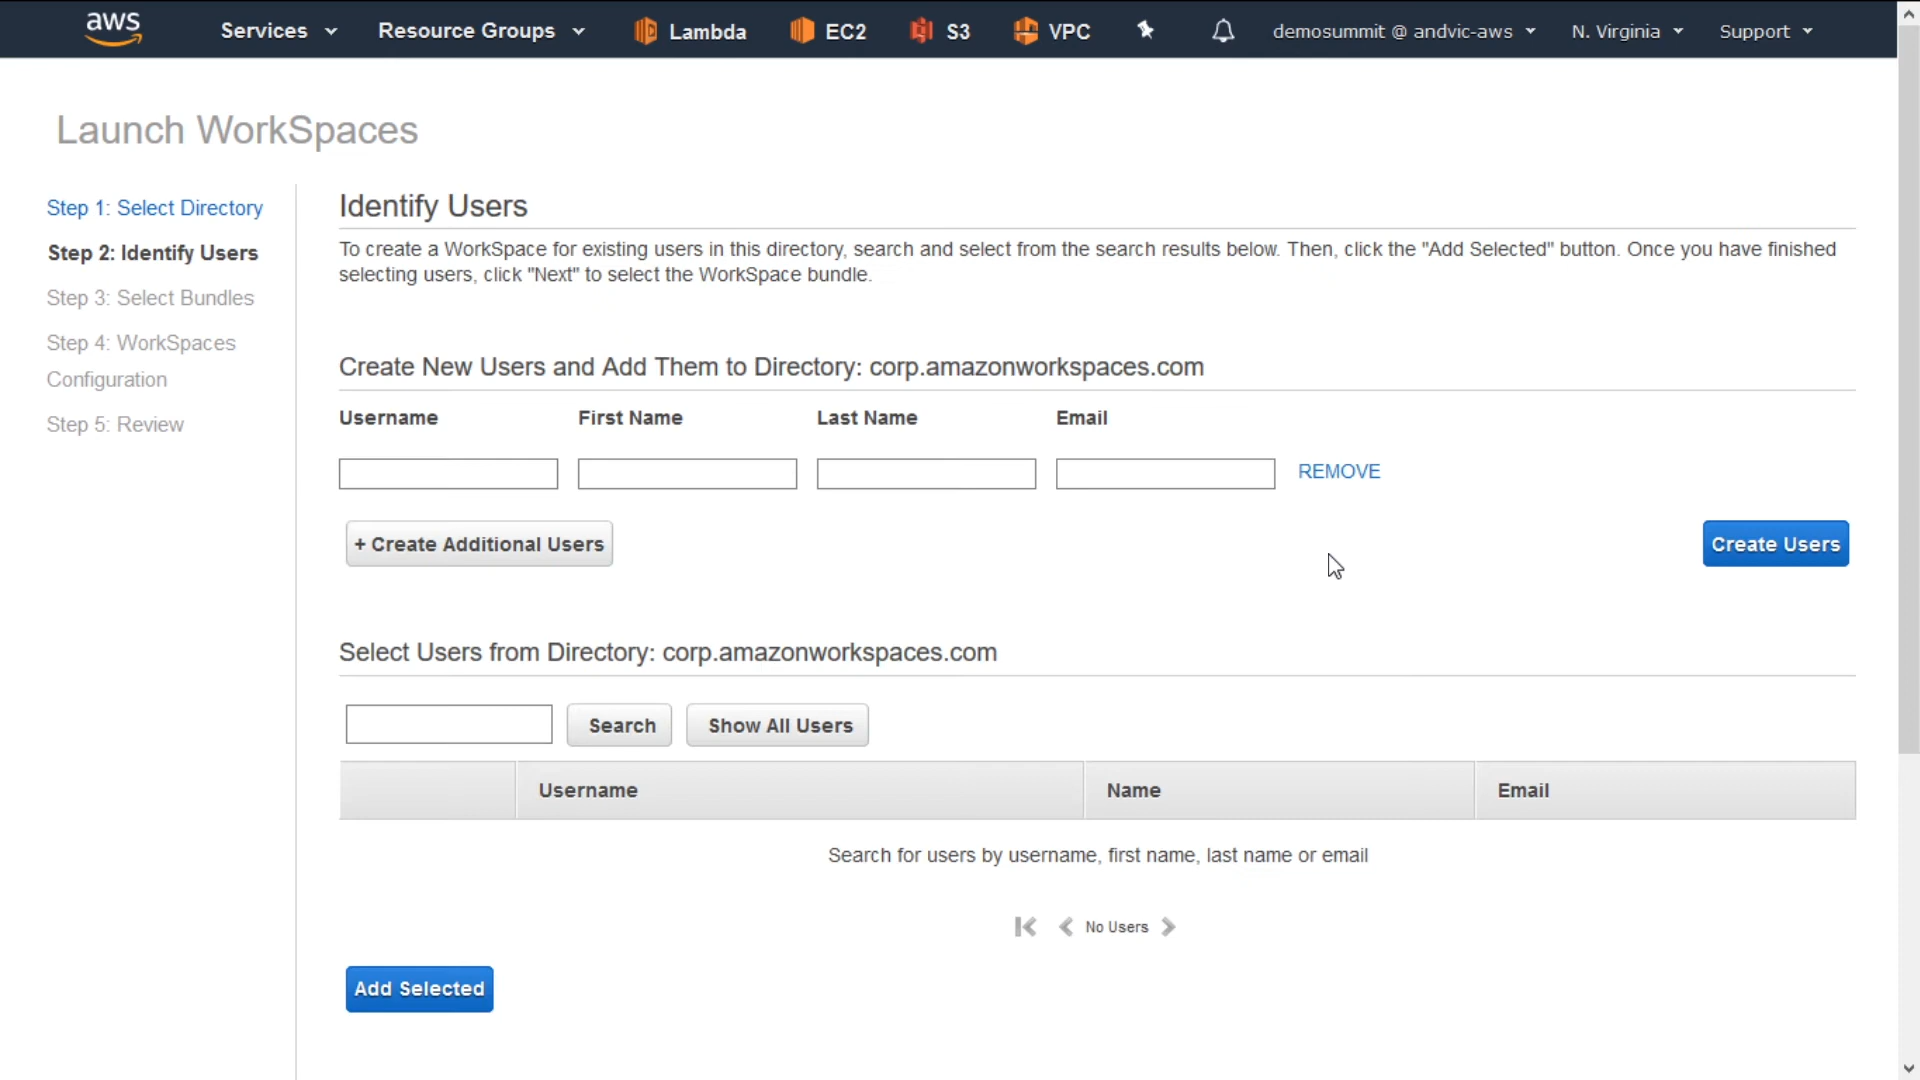 aws
Services
Resource Groups
Lambda
EC2
S3
VPC
demosummit @ andvic-aws
N. Virginia
Support
Launch WorkSpaces
Step 1: Select Directory
Step 2: Identify Users
Step 3: Select Bundles
Step 4: WorkSpaces
Configuration
Step 5: Review
Identify Users
To create a WorkSpace for existing users in this directory, search and select from the search results below. Then, click the "Add Selected" button. Once you have finished
selecting users, click "Next" to select the WorkSpace bundle.
Create New Users and Add Them to Directory: corp.amazonworkspaces.com
Username First Name Last Name Email
REMOVE
+ Create Additional Users
Create Users
Select Users from Directory: corp.amazonworkspaces.com
Search
Show All Users
Username Name Email
Search for users by username, first name, last name or email
No Users
Add Selected